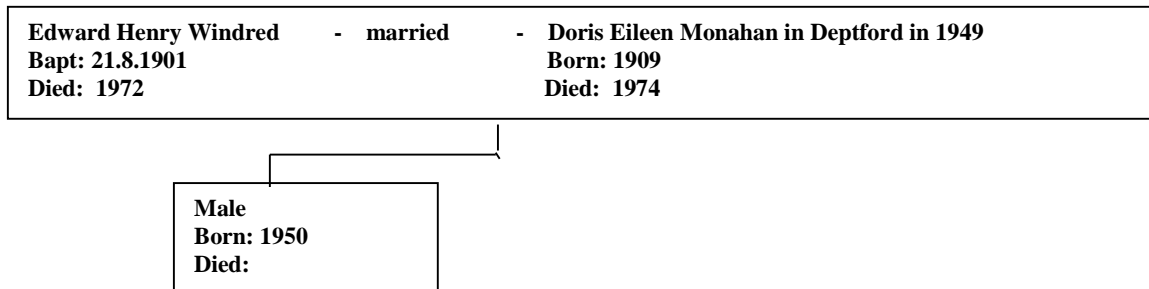 Edward Henry Windred - married - Doris Eileen Monahan in Deptford in 1949
Bapt: 21.8.1901 Born: 1909
Died: 1972 Died: 1974
Male
Born: 1950
Died: